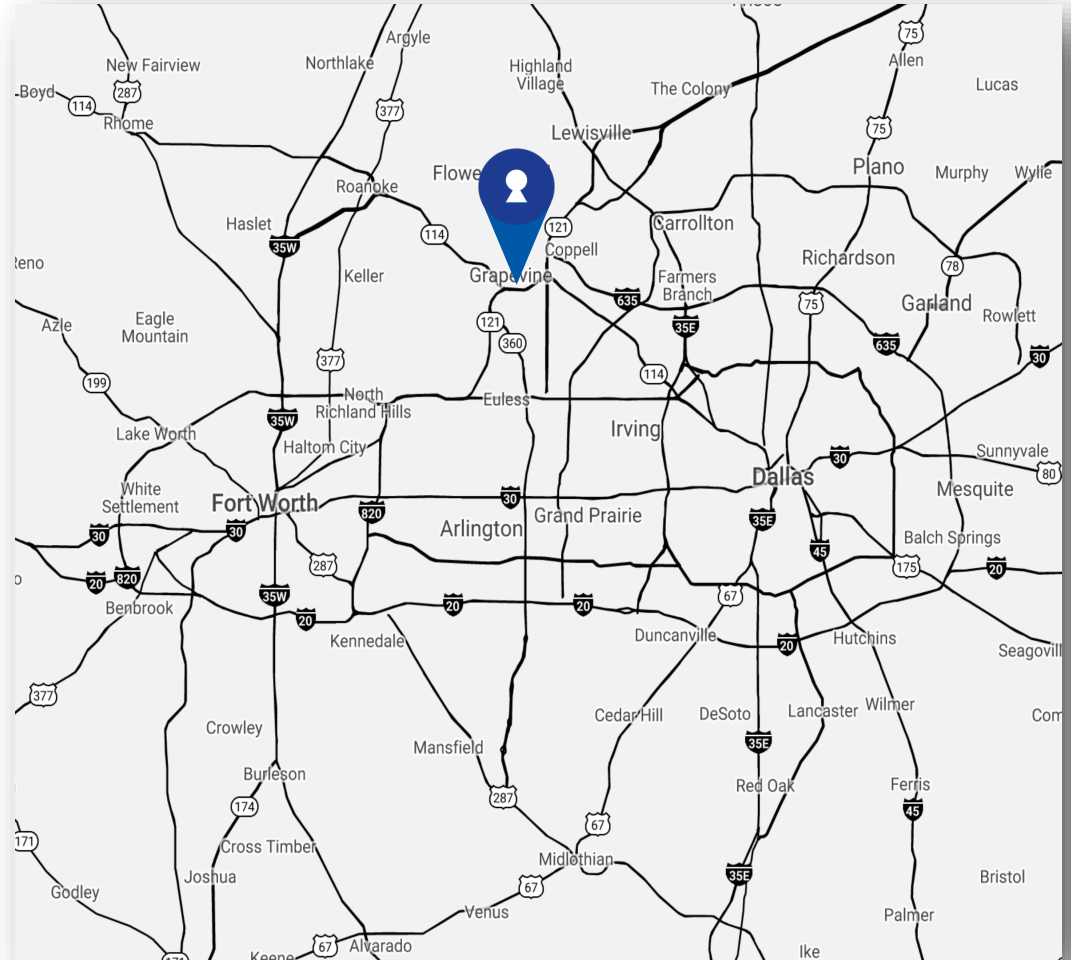 Argyle
75
New Fairview
Northlake
Highland
Village
Allen
287
The Colony
Lucas
Boyd
114
377
Rhome
75
Lewisville
Plano
Murphy
Wylie
Roanoke
Haslet
121
Carrollton
114
35W
Coppell
Richardson
Keller
Grapevine
Farmers
Branch
78
635
75
Garland
Azle
Eagle
Mountain
121
35E
Rowlett
360
635
377
30
199
114
North
Richland Hills
Euless
35W
Lake Worth
Haltom City
Irving
30
Sunnyvale
80
White
Settlement
Fort Worth
30
Dallas
Mesquite
820
Arlington
Grand Prairie
35E
30
30
45
Balch Springs
287
175
20
20
820
35W
67
Benbrook
20
20
20
Kennedale
Duncanville
20
Hutchins
377
Crowley
Cedar Hill
DeSoto
Lancaster
Wilmer
Mansfield
35E
Burleson
Red Oak
Ferris
174
287
45
67
171
Cross Timber
Midlothian
35E
Joshua
67
Bristol
Godley
Venus
Palmer
67
Alvarado
Ike
Keene